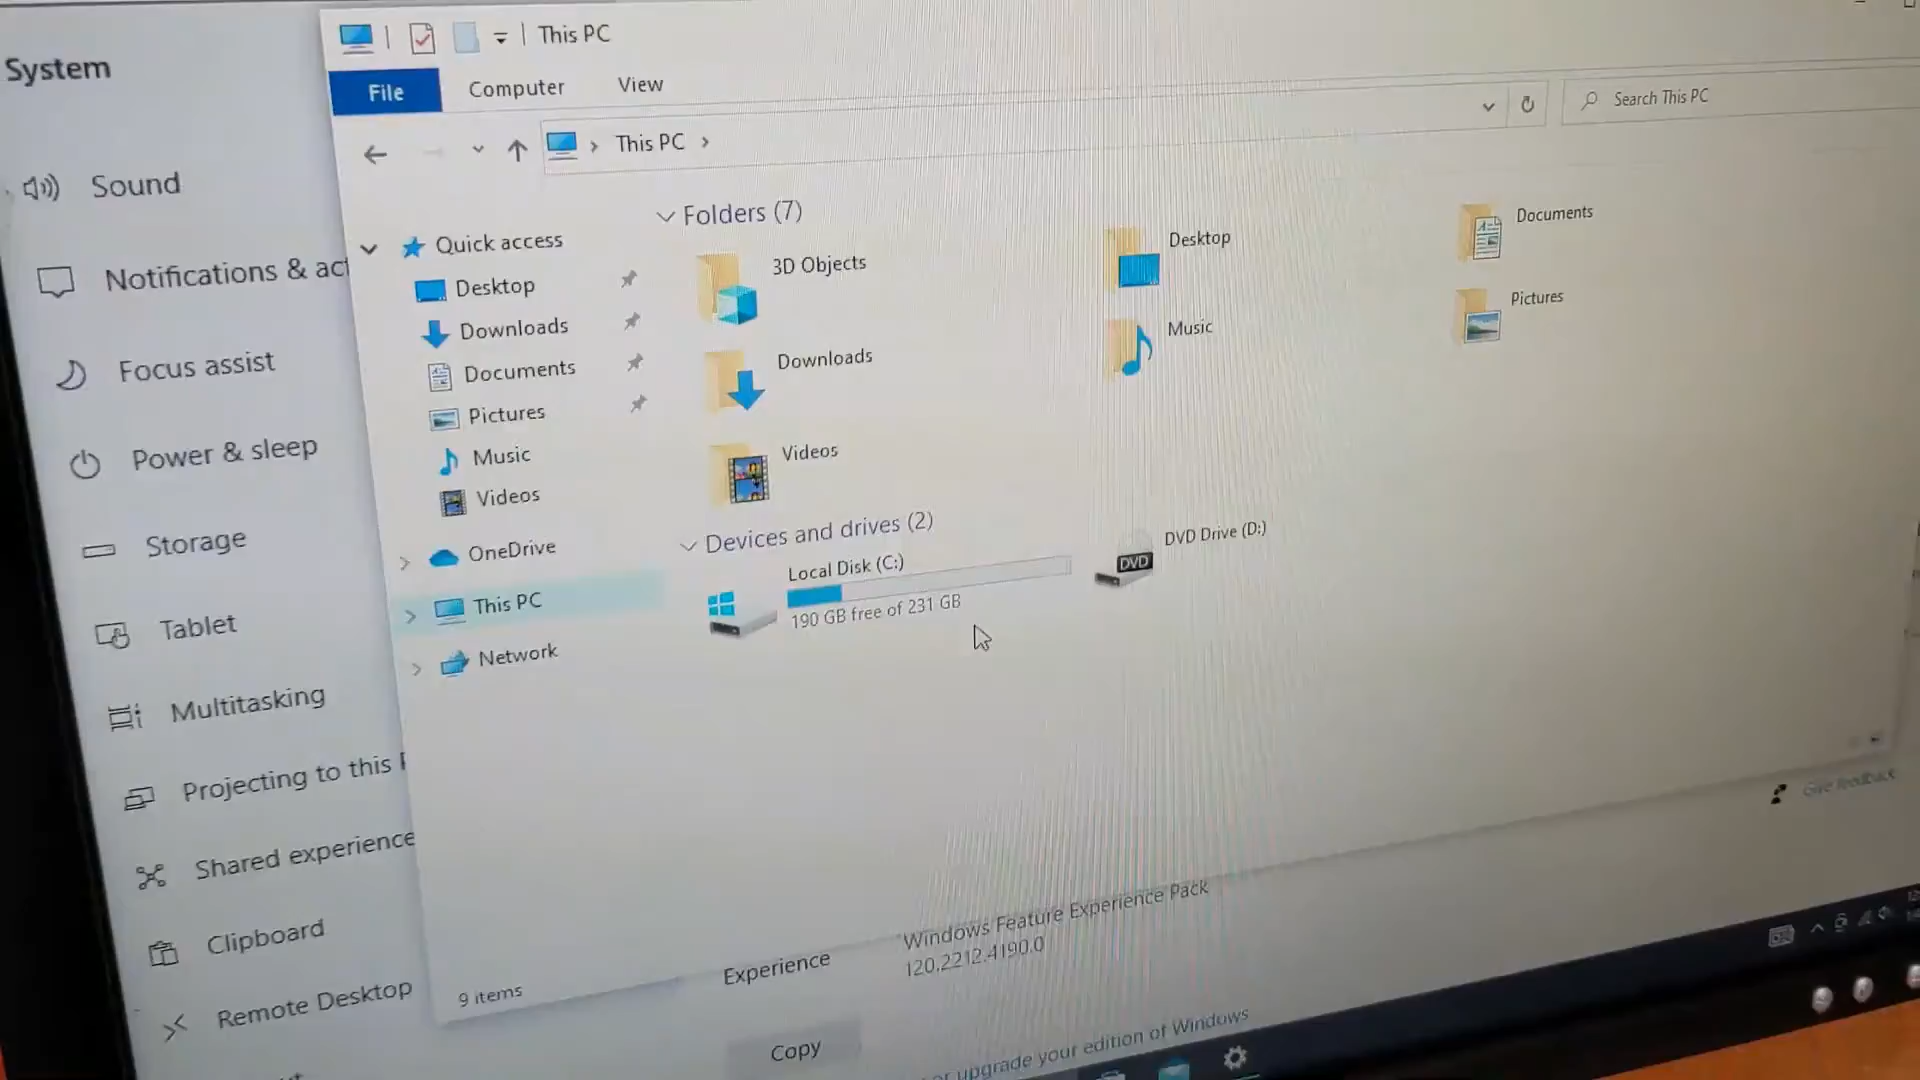 System
Sound
Notifications & act
Focus assist
Power & sleep
Storage
Tablet
Multitasking
Projecting to this P
Shared experience
Clipboard
Remote Desktop
This PC
File
Computer
View
This PC
Search This PC
Quick access
Desktop
Downloads
Documents
Pictures
Music
Videos
OneDrive
This PC
Network
Folders (7)
3D Objects
Desktop
Documents
Downloads
Music
Pictures
Videos
Devices and drives (2)
Local Disk (C:)
190 GB free of 231 GB
DVD
DVD Drive (D:)
9 items
Give feedback
Experience
Windows Feature Experience Pack
120.2212.4190.0
Copy
or upgrade your edition of Windows